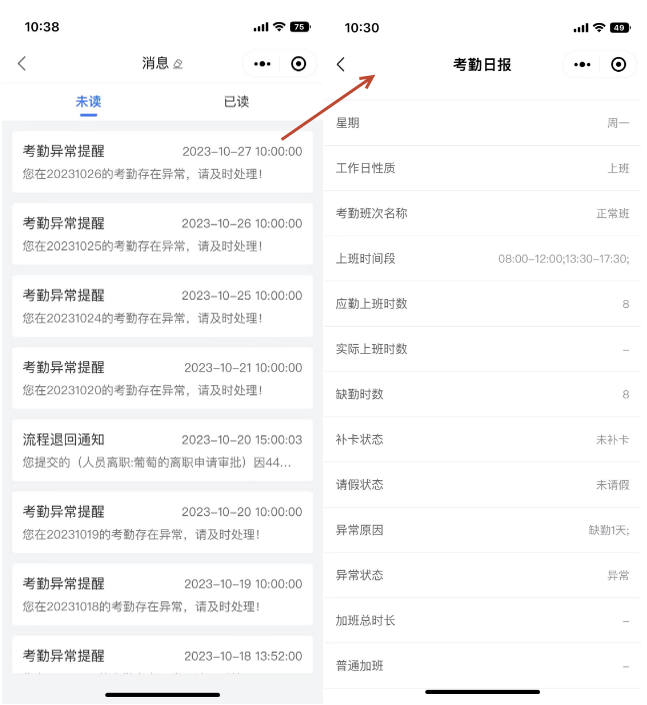 10:38
75
消息
未读
已读
考勤异常提醒 2023-10-27 10:00:00
您在20231026的考勤存在异常，请及时处理！
考勤异常提醒 2023-10-26 10:00:00
您在20231025的考勤存在异常，请及时处理！
考勤异常提醒 2023-10-25 10:00:00
您在20231024的考勤存在异常，请及时处理！
考勤异常提醒 2023-10-21 10:00:00
您在20231020的考勤存在异常，请及时处理！
流程退回通知 2023-10-20 15:00:03
您提交的（人员离职:葡萄的离职申请审批）因44...
考勤异常提醒 2023-10-20 10:00:00
您在20231019的考勤存在异常，请及时处理！
考勤异常提醒 2023-10-19 10:00:00
您在20231018的考勤存在异常，请及时处理！
考勤异常提醒 2023-10-18 13:52:00
10:30
49
考勤日报
星期 周一
工作日性质 上班
考勤班次名称 正常班
上班时间段 08:00-12:00;13:30-17:30;
应勤上班时数 8
实际上班时数 -
缺勤时数 8
补卡状态 未补卡
请假状态 未请假
异常原因 缺勤1天;
异常状态 异常
加班总时长 -
普通加班 -